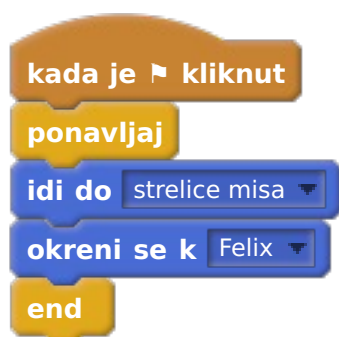 kada je ⚑ kliknut
ponavljaj
idi do strelice misa
okreni se k Felix
end